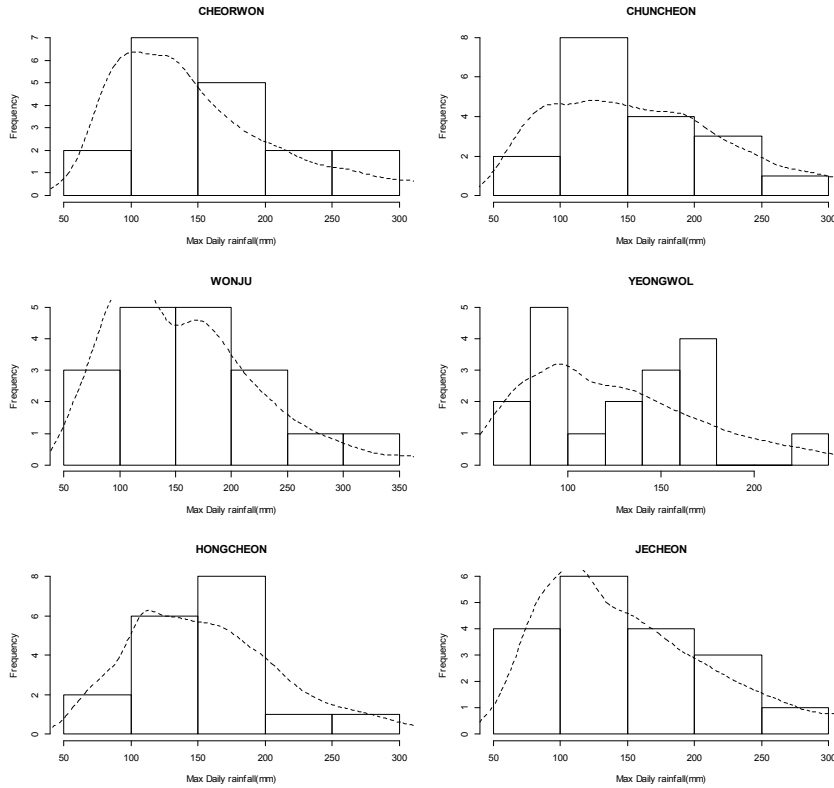 CHEORWON
Frequency
0 1 2 3 4 5 6 7
50 100 150 200 250 300
Max Daily rainfall(mm)
CHUNCHEON
Frequency
0 2 4 6 8
50 100 150 200 250 300
Max Daily rainfall(mm)
WONJU
Frequency
0 1 2 3 4 5
50 100 150 200 250 300 350
Max Daily rainfall(mm)
YEONGWOL
Frequency
0 1 2 3 4 5
100 150 200
Max Daily rainfall(mm)
HONGCHEON
Frequency
0 2 4 6 8
50 100 150 200 250 300
Max Daily rainfall(mm)
JECHEON
Frequency
0 1 2 3 4 5 6
50 100 150 200 250 300
Max Daily rainfall(mm)